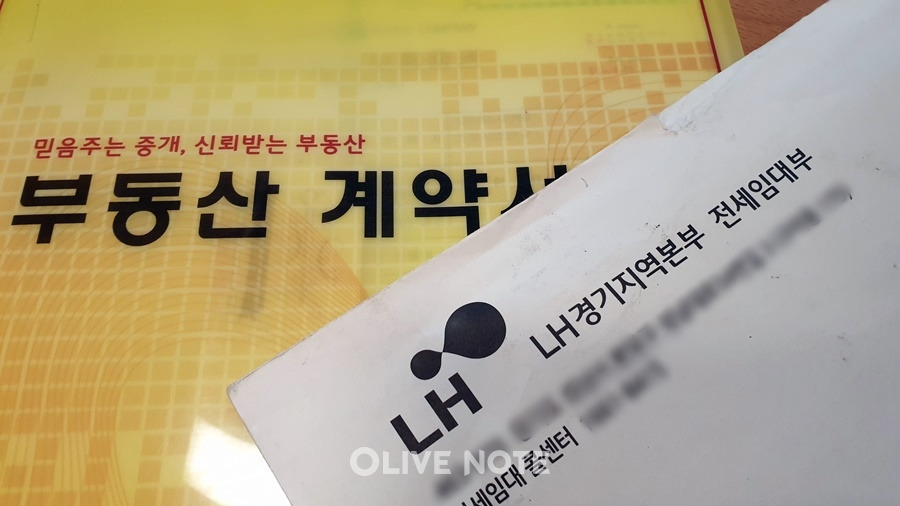 믿음주는 중개, 신뢰받는 부동산
부동산 계약
LH경기지역본부 전세임대부
LH
세임대 콜센터
OLIVE NOTE